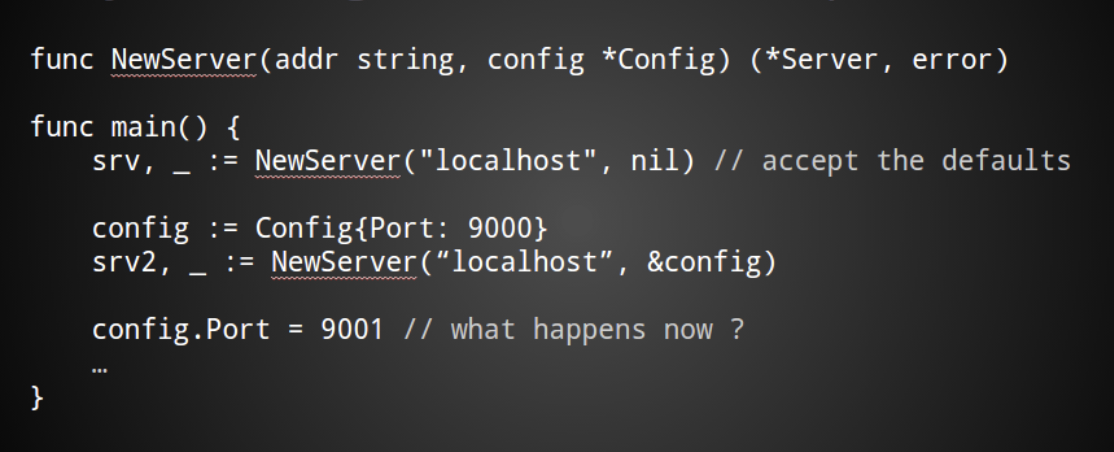 func NewServer(addr string, config *Config) (*Server, error)
func main() {
srv, _ := NewServer("localhost", nil) // accept the defaults
config := Config{Port: 9000}
srv2, _ := NewServer(“localhost”, &config)
config.Port = 9001 // what happens now ?
…
}